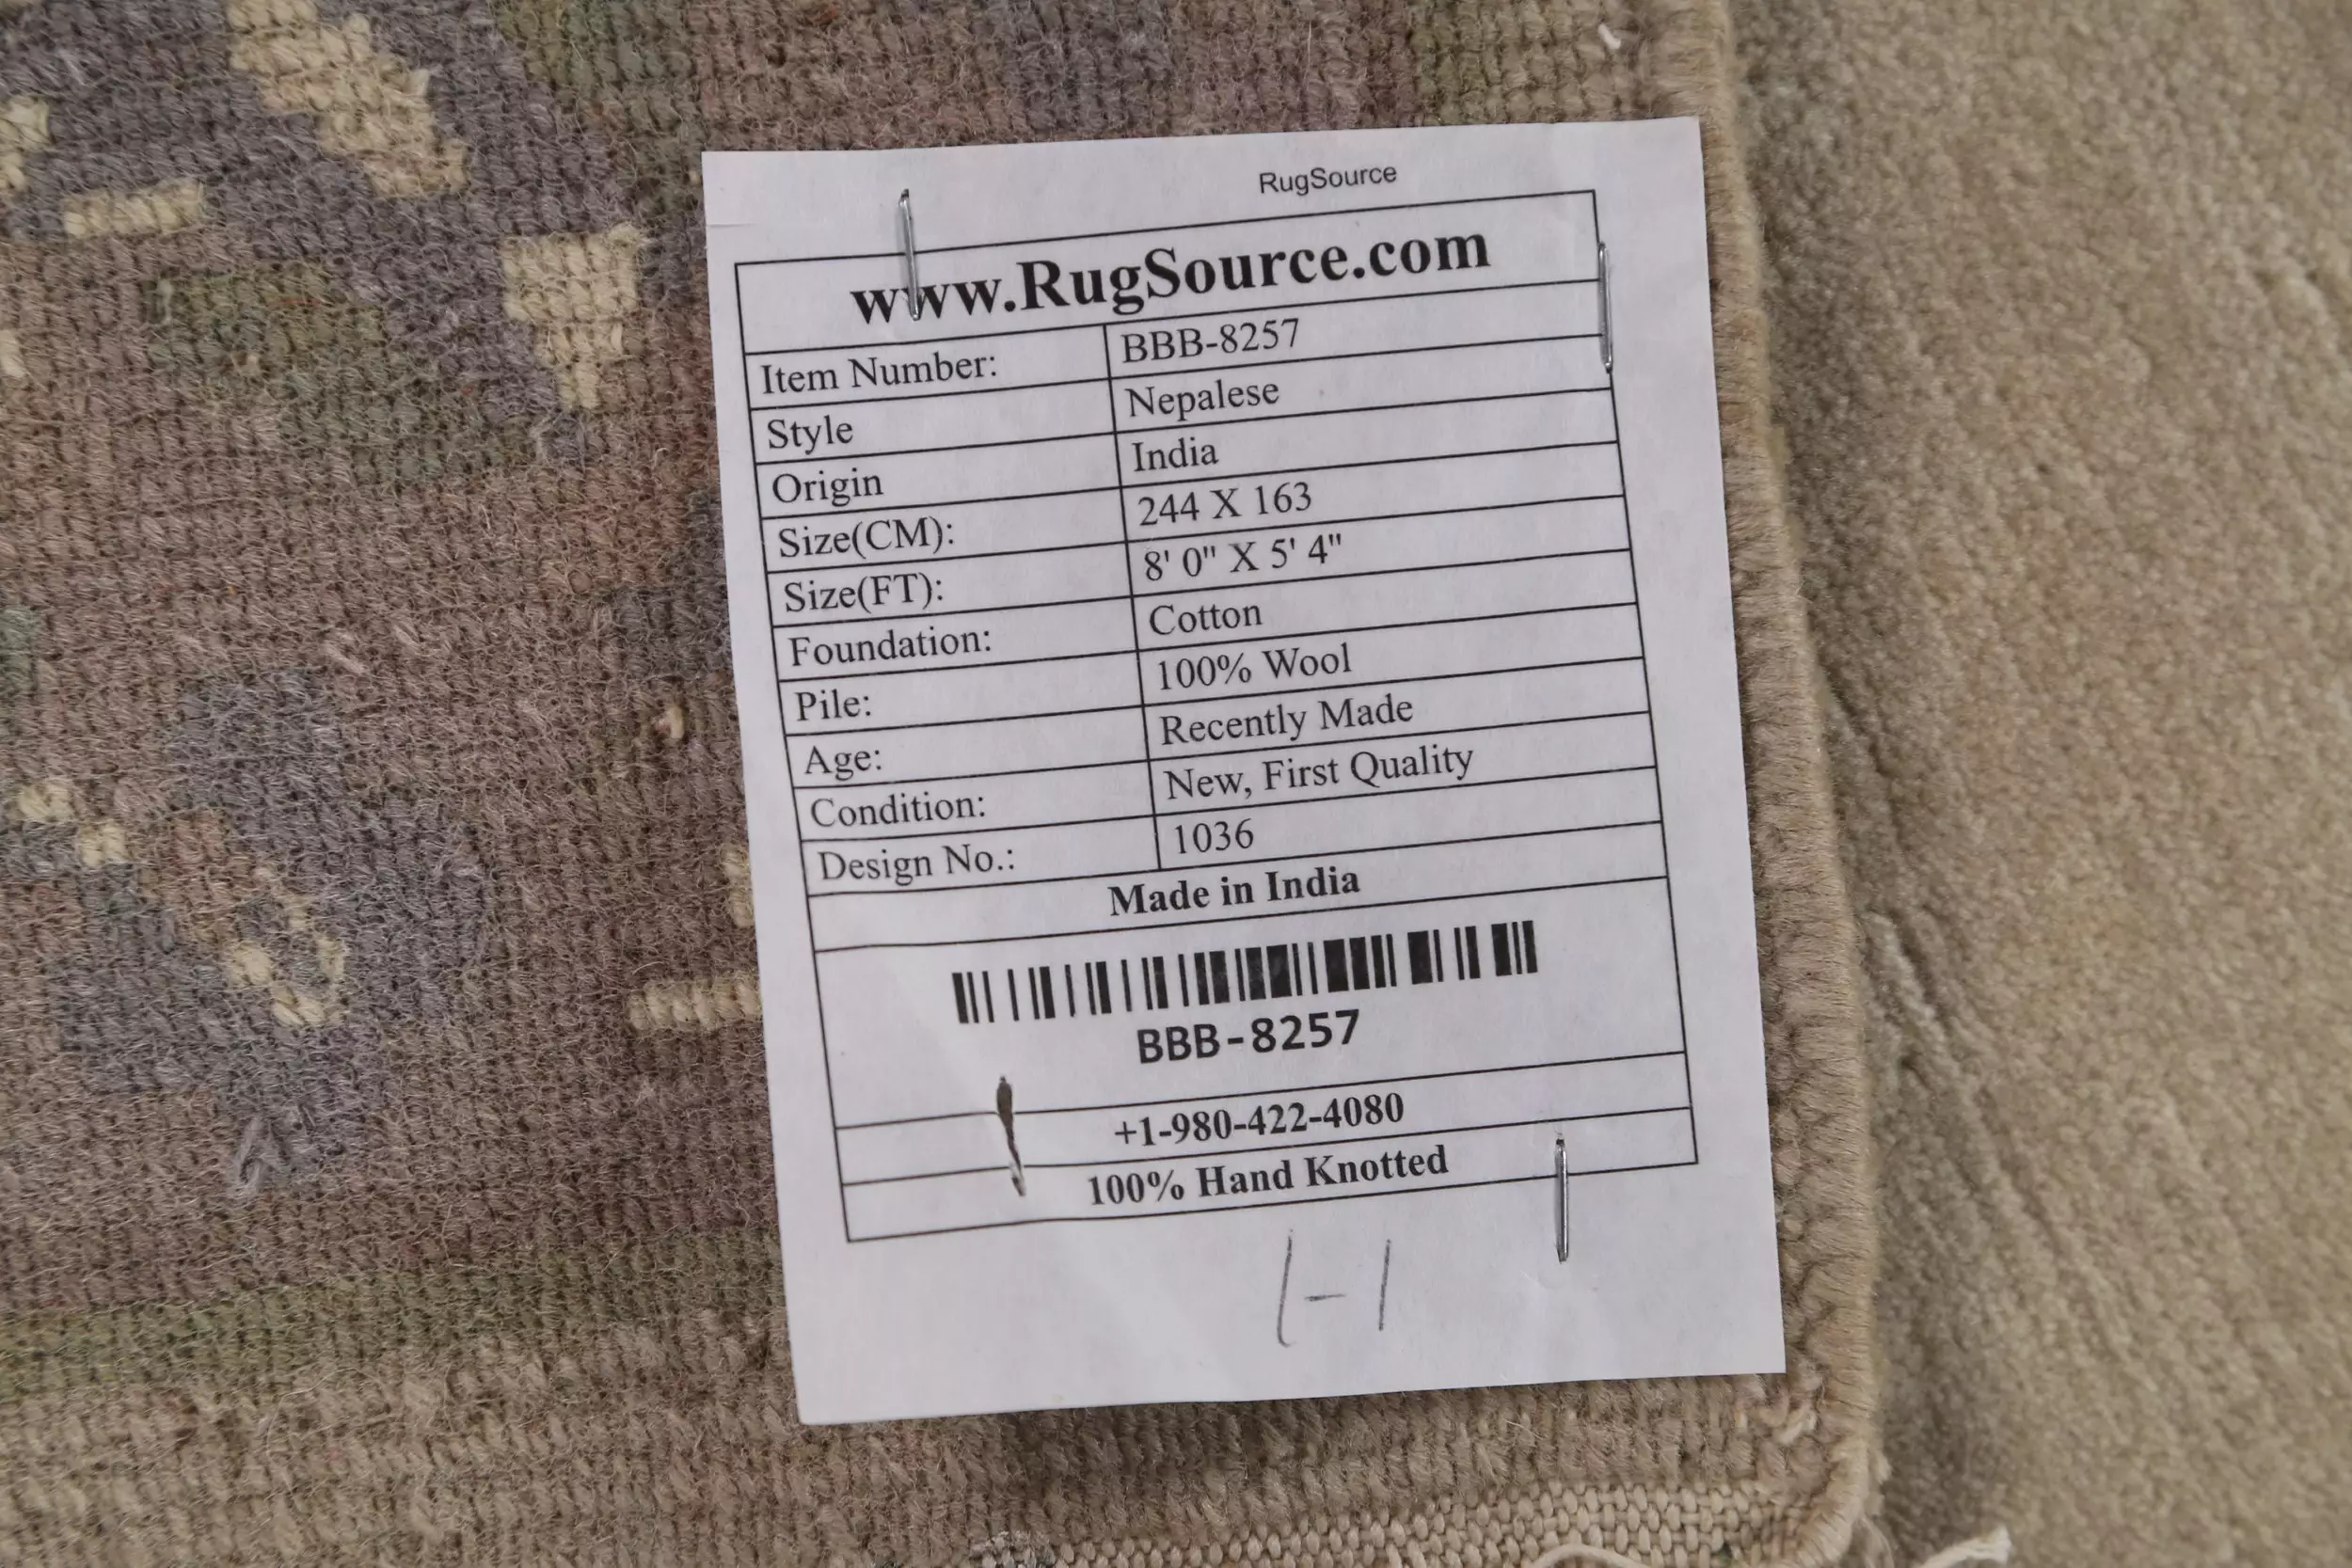 RugSource
www.RugSource.com
Item Number: BBB-8257
Style Nepalese
Origin India
Size(CM): 244 X 163
Size(FT): 8' 0" X 5' 4"
Foundation: Cotton
Pile: 100% Wool
Age: Recently Made
Condition: New, First Quality
Design No.: 1036
Made in India
BBB-8257
+1-980-422-4080
100% Hand Knotted
1-1